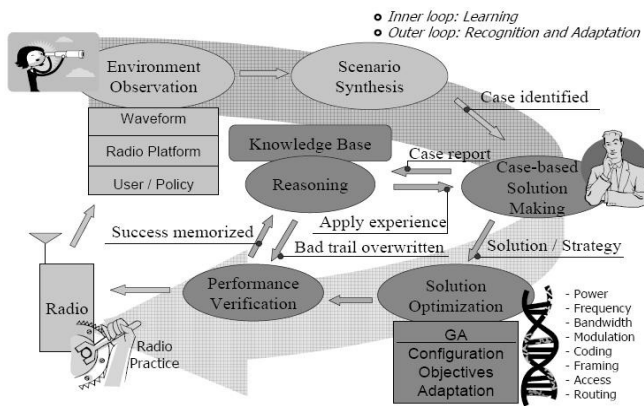 Inner loop: Learning
Outer loop: Recognition and Adaptation
Environment
Observation
Scenario
Synthesis
Case identified
Waveform
Radio Platform
User / Policy
Knowledge Base
Reasoning
Case report
Case-based
Solution
Making
Apply experience
Success memorized
Bad trail overwritten
Solution / Strategy
Performance
Verification
Solution
Optimization
Radio
Radio
Practice
GA
Configuration
Objectives
Adaptation
- Power
- Frequency
- Bandwidth
- Modulation
- Coding
- Framing
- Access
- Routing